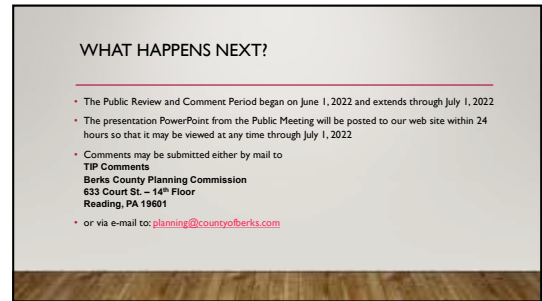 WHAT HAPPENS NEXT?
• The Public Review and Comment Period began on June 1, 2022 and extends through July 1, 2022
• The presentation PowerPoint from the Public Meeting will be posted to our web site within 24
hours so that it may be viewed at any time through July 1, 2022
• Comments may be submitted either by mail to
TIP Comments
Berks County Planning Commission
633 Court St. – 14th Floor
Reading, PA 19601
• or via e-mail to: planning@countyofberks.com